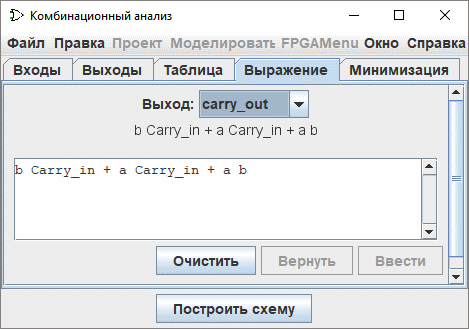 Комбинационный анализ
Файл Правка Проект Моделировать FPGAMenu Окно Справка
Входы Выходы Таблица Выражение Минимизация
Выход: carry_out
b Carry_in + a Carry_in + a b
b Carry_in + a Carry_in + a b
Очистить Вернуть Ввести
Построить схему